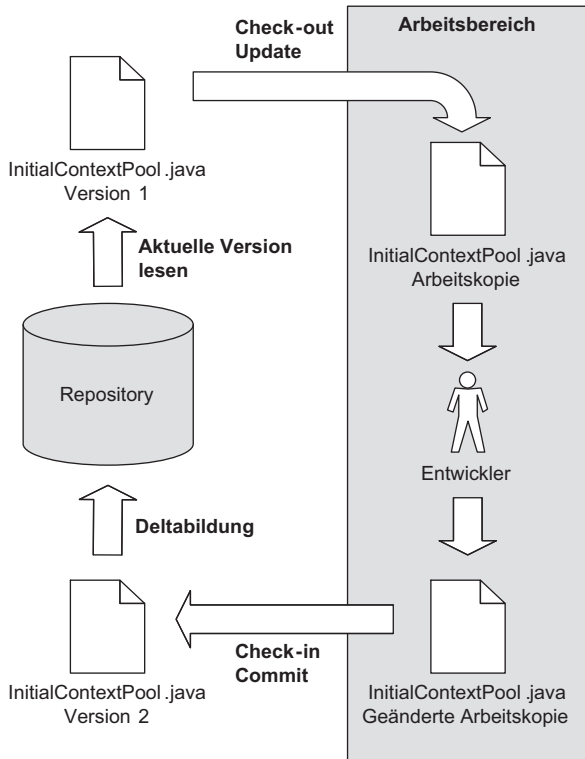 Check-out
Update
Arbeitsbereich
InitialContextPool .java
Version 1
InitialContextPool .java
Arbeitskopie
Aktuelle Version
lesen
Repository
Entwickler
Deltabildung
Check-in
Commit
InitialContextPool .java
Version 2
InitialContextPool .java
Geänderte Arbeitskopie